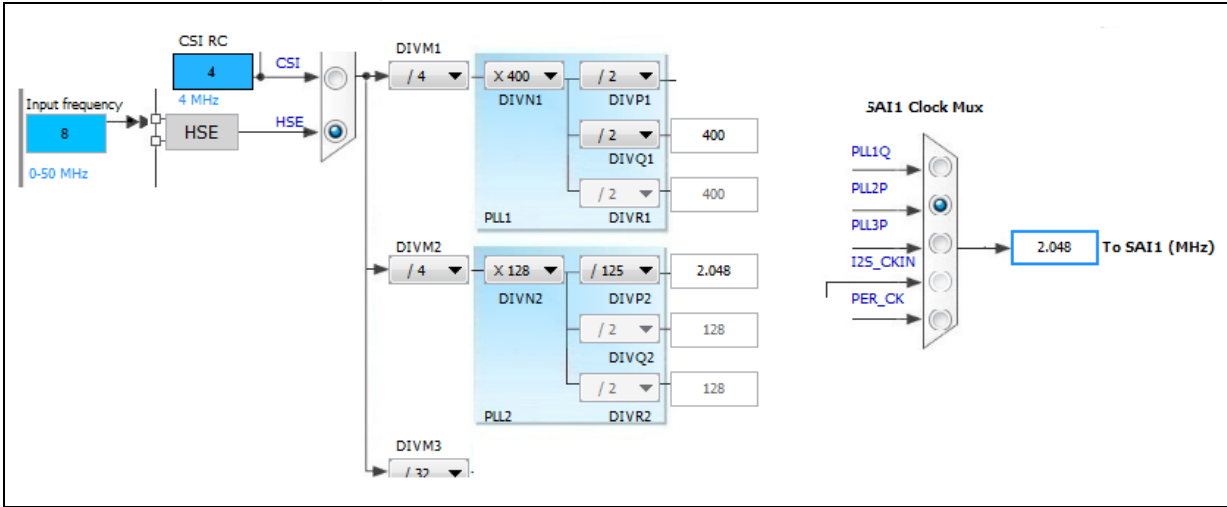 CSI RC
4
4 MHz
CSI
Input frequency
8
0-50 MHz
HSE
HSE
DIVM1
/ 4
X 400
DIVN1
/ 2
DIVP1
/ 2
400
DIVQ1
/ 2
400
DIVR1
PLL1
DIVM2
/ 4
X 128
DIVN2
/ 125
2.048
DIVP2
/ 2
128
DIVQ2
/ 2
128
DIVR2
PLL2
DIVM3
/ 32
SAI1 Clock Mux
PLL1Q
PLL2P
PLL3P
I2S_CKIN
PER_CK
2.048
To SAI1 (MHz)